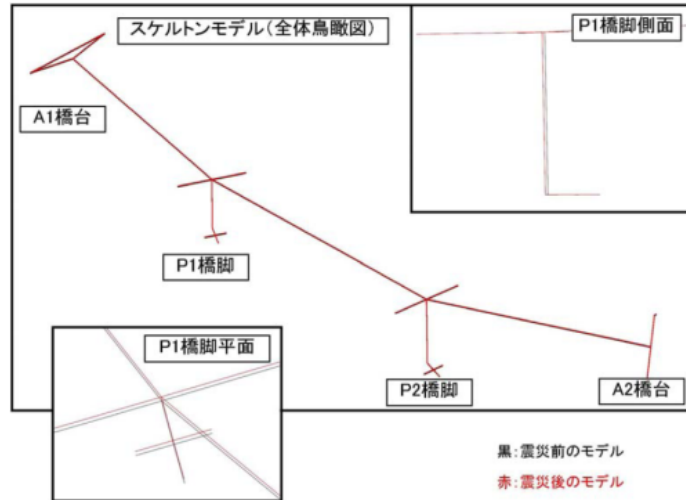 スケルトンモデル(全体鳥瞰図)
P1橋脚側面
A1橋台
P1橋脚
P1橋脚平面
P2橋脚
A2橋台
黒:震災前のモデル
赤:震災後のモデル